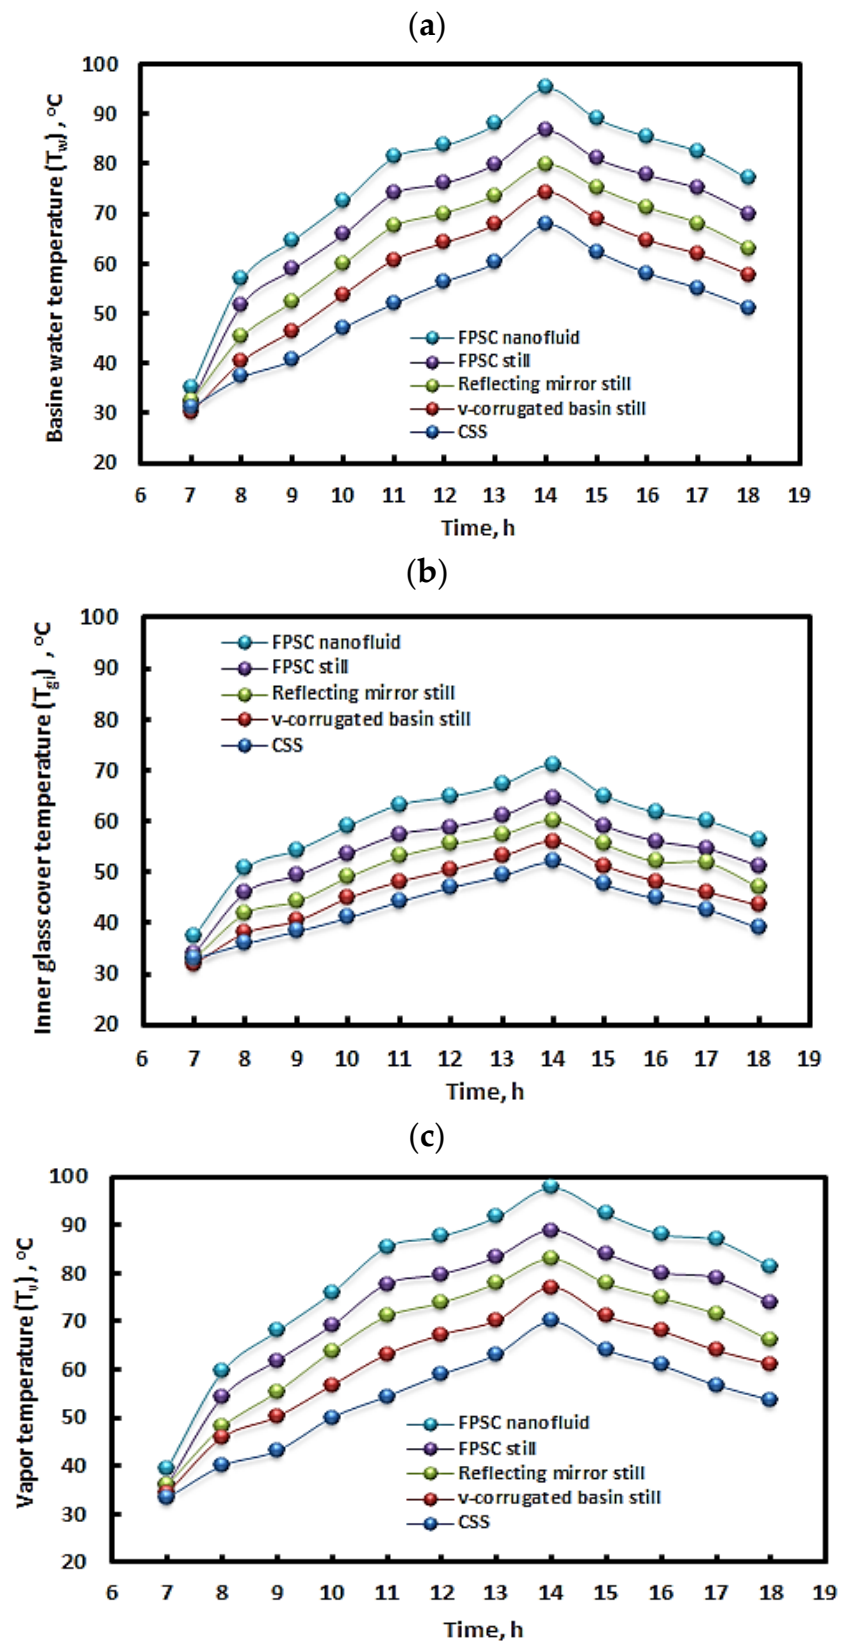 (a)
Basine water temperature (Tw) , °C
100
90
80
70
60
50
40
30
20
FPSC nanofluid
FPSC still
Reflecting mirror still
v-corrugated basin still
CSS
6 7 8 9 10 11 12 13 14 15 16 17 18 19
Time, h
(b)
Inner glass cover temperature (Tgi) , °C
100
90
80
70
60
50
40
30
20
FPSC nanofluid
FPSC still
Reflecting mirror still
v-corrugated basin still
CSS
6 7 8 9 10 11 12 13 14 15 16 17 18 19
Time, h
(c)
Vapor temperature (Tv) , °C
100
90
80
70
60
50
40
30
20
FPSC nanofluid
FPSC still
Reflecting mirror still
v-corrugated basin still
CSS
6 7 8 9 10 11 12 13 14 15 16 17 18 19
Time, h